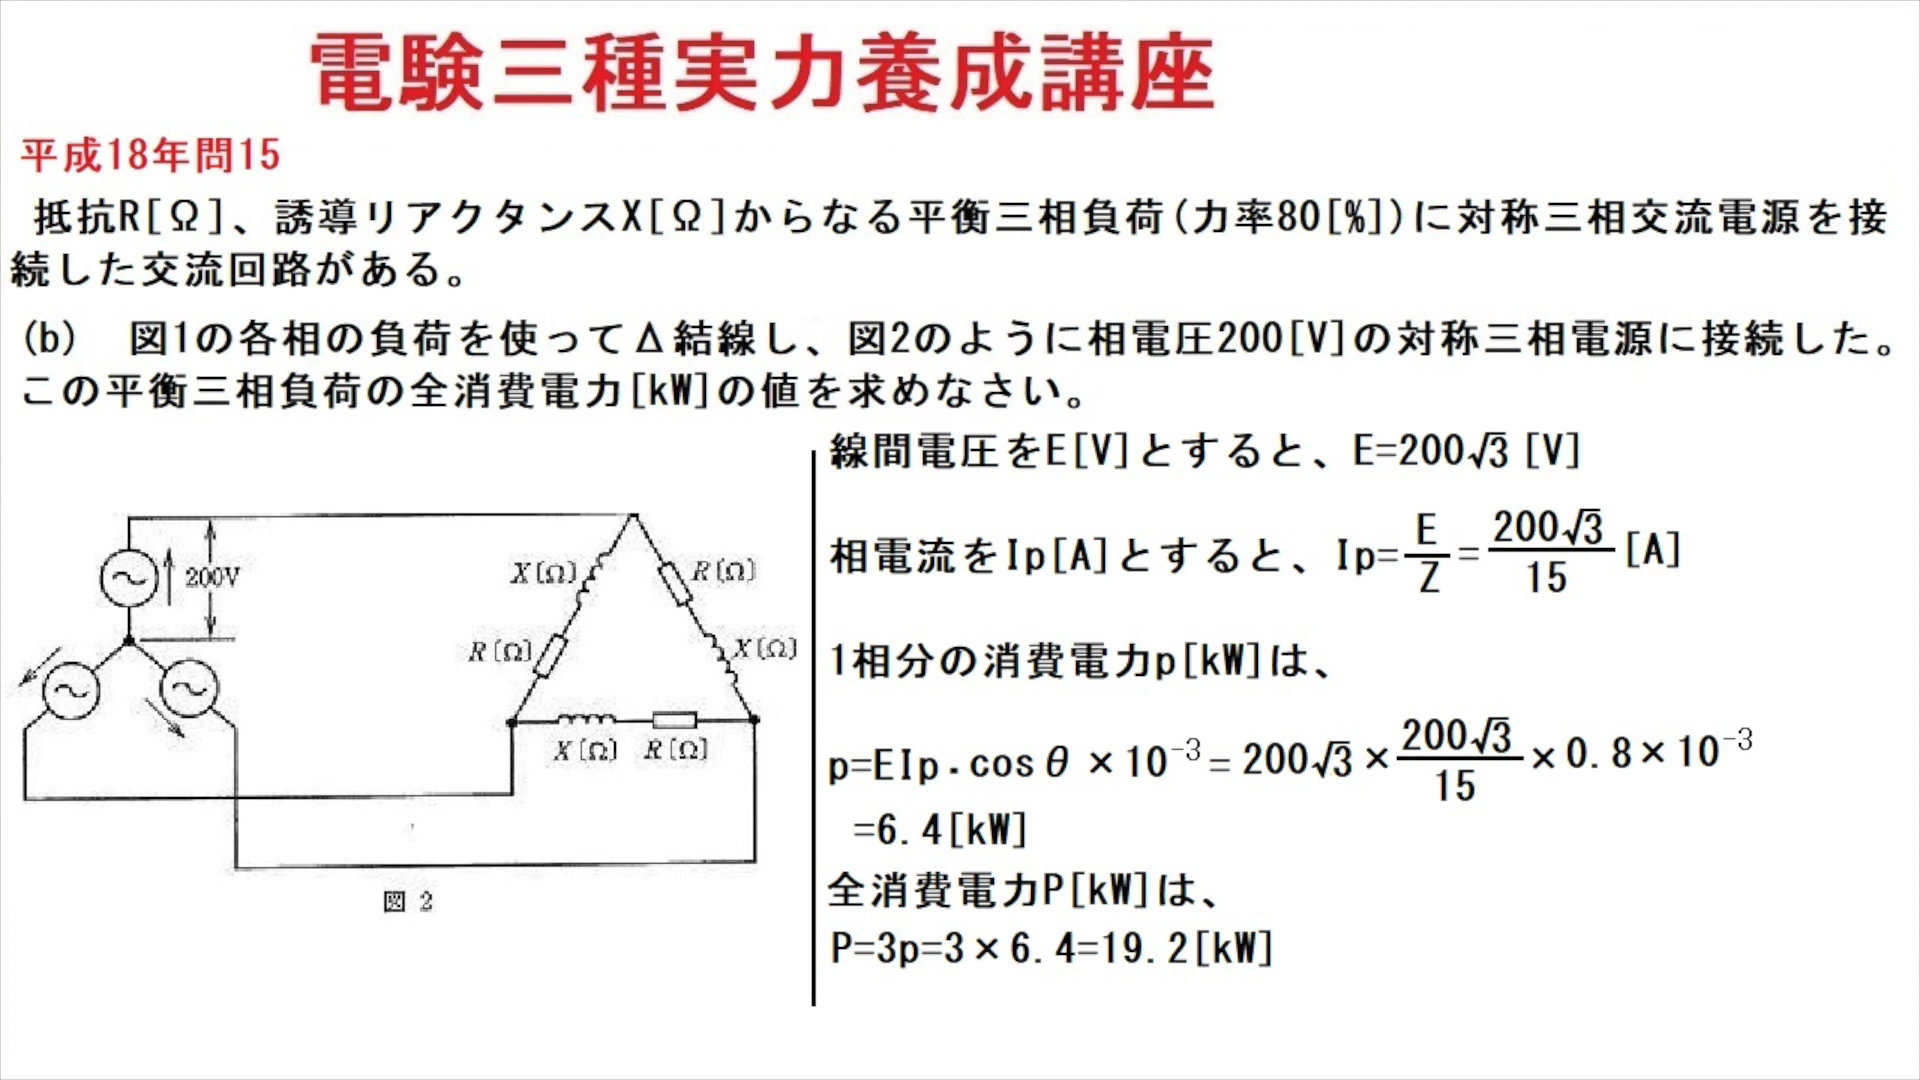 電験三種実力養成講座
平成18年問15
抵抗R[Ω]、誘導リアクタンスX[Ω]からなる平衡三相負荷(力率80[%])に対称三相交流電源を接
続した交流回路がある。
(b) 図1の各相の負荷を使ってΔ結線し、図2のように相電圧200[V]の対称三相電源に接続した。
この平衡三相負荷の全消費電力[kW]の値を求めなさい。
200V
X[Ω]
R[Ω]
R[Ω]
X[Ω]
X[Ω] R[Ω]
図 2
線間電圧をE[V]とすると、E=200√3 [V]
相電流をIp[A]とすると、Ip=E/Z=200√3/15 [A]
1相分の消費電力p[kW]は、
p=EIp・cosθ×10⁻³=200√3×200√3/15×0.8×10⁻³
=6.4[kW]
全消費電力P[kW]は、
P=3p=3×6.4=19.2[kW]